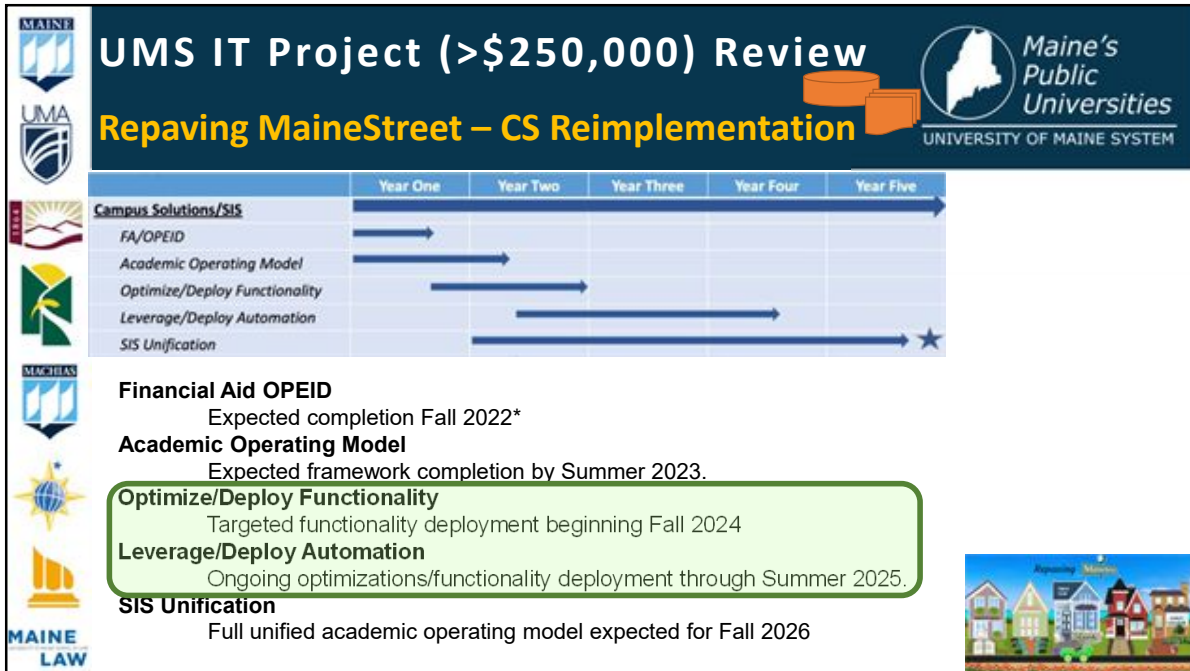 MAINE
UMS IT Project (>$250,000) Review
Repaving MaineStreet – CS Reimplementation
Maine's
Public
Universities
UNIVERSITY OF MAINE SYSTEM
UMA
1864
Year One Year Two Year Three Year Four Year Five
Campus Solutions/SIS
FA/OPEID
Academic Operating Model
Optimize/Deploy Functionality
Leverage/Deploy Automation
SIS Unification
MACHIAS
Financial Aid OPEID
Expected completion Fall 2022*
Academic Operating Model
Expected framework completion by Summer 2023.
Optimize/Deploy Functionality
Targeted functionality deployment beginning Fall 2024
Leverage/Deploy Automation
Ongoing optimizations/functionality deployment through Summer 2025.
SIS Unification
Full unified academic operating model expected for Fall 2026
Repaving
MAINE
LAW